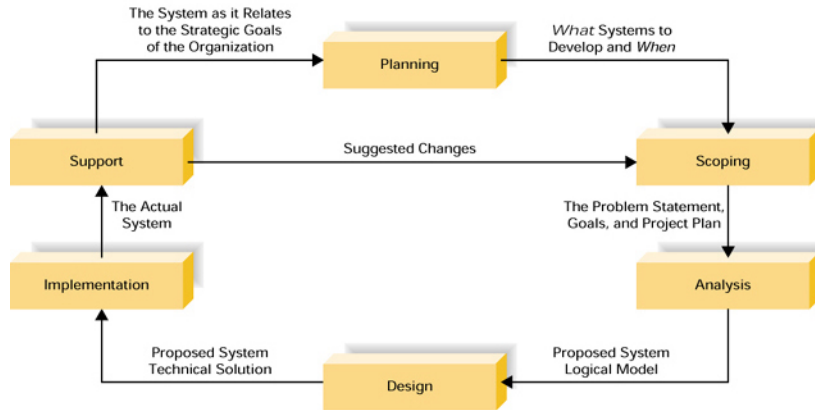 The System as it Relates
to the Strategic Goals
of the Organization
Planning
What Systems to
Develop and When
Support
Suggested Changes
Scoping
The Actual
System
The Problem Statement,
Goals, and Project Plan
Implementation
Analysis
Proposed System
Technical Solution
Design
Proposed System
Logical Model